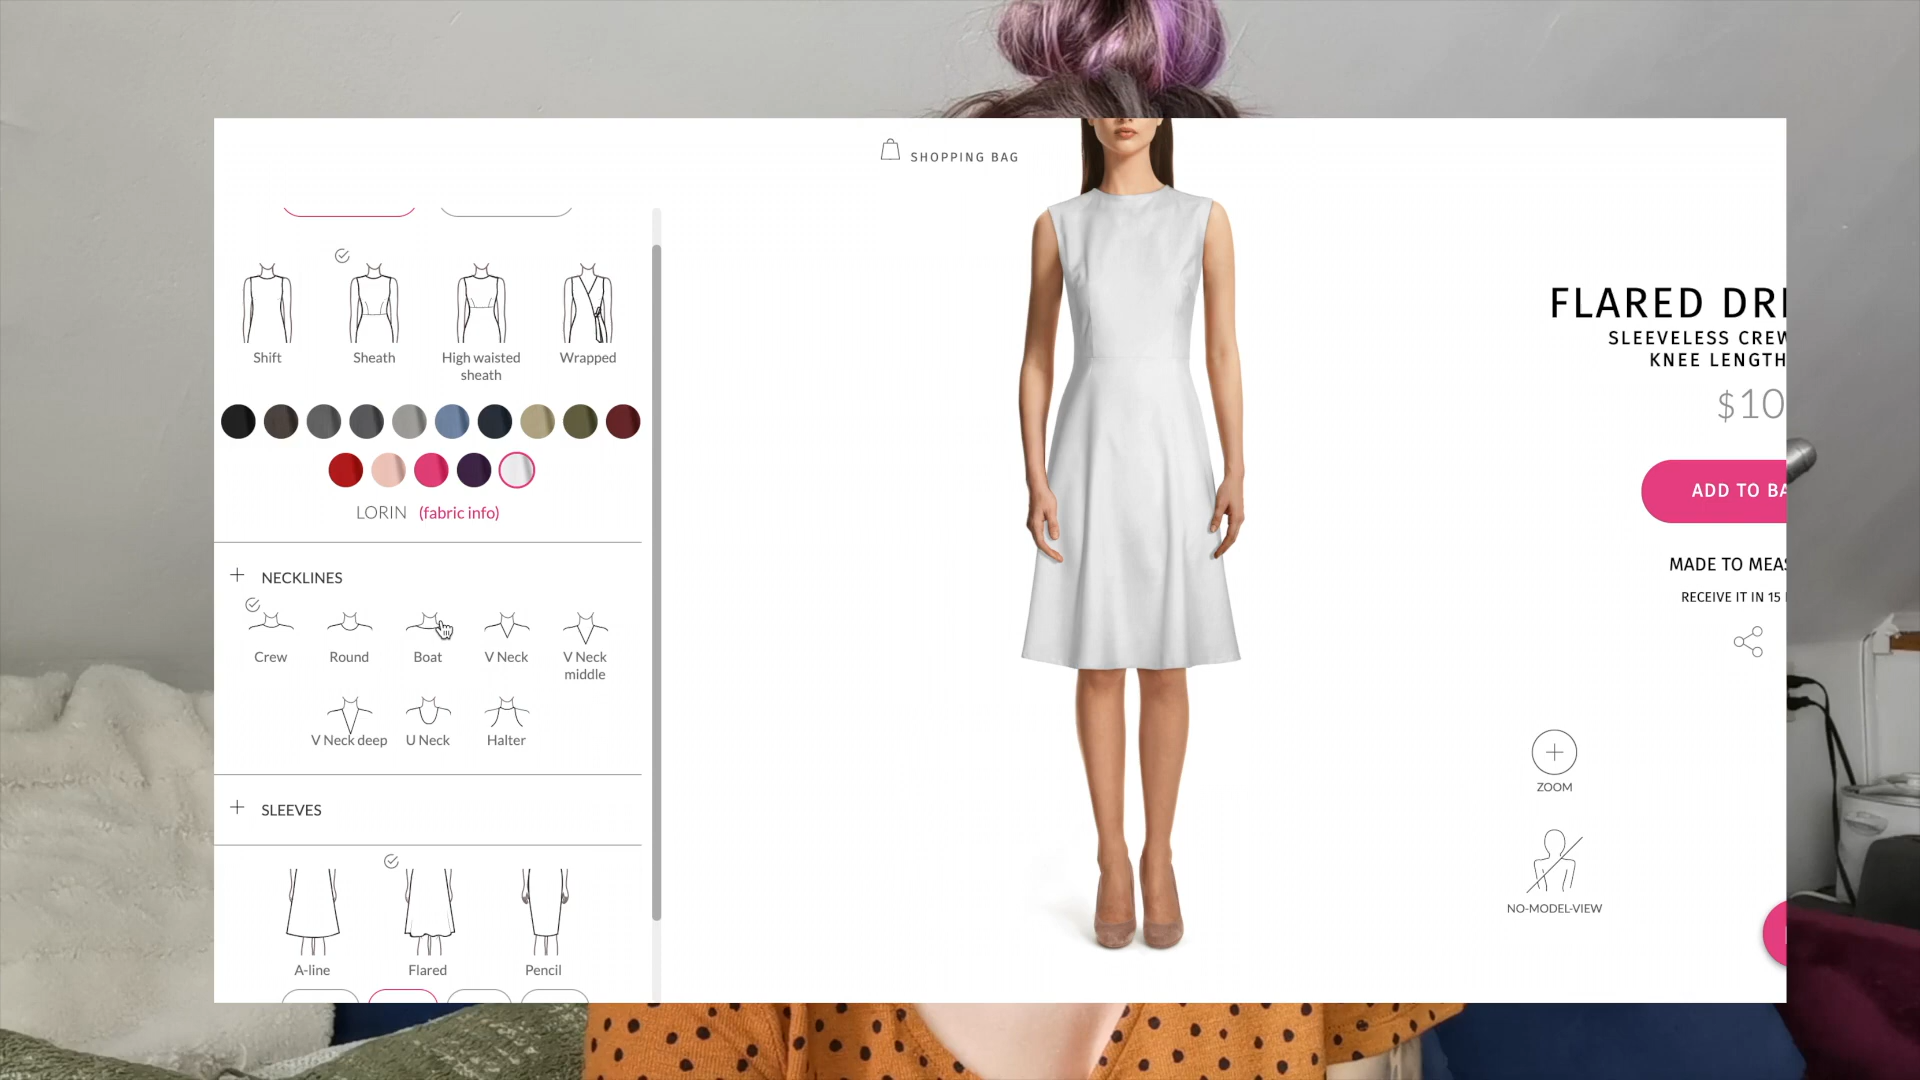 SHOPPING BAG
Shift
Sheath
High waisted
sheath
Wrapped
LORIN (fabric info)
NECKLINES
Crew
Round
Boat
V Neck
V Neck
middle
V Neck deep
U Neck
Halter
SLEEVES
A-line
Flared
Pencil
FLARED DR
SLEEVELESS CREW
KNEE LENGTH
$10
ADD TO BA
MADE TO MEAS
RECEIVE IT IN 15
ZOOM
NO-MODEL-VIEW